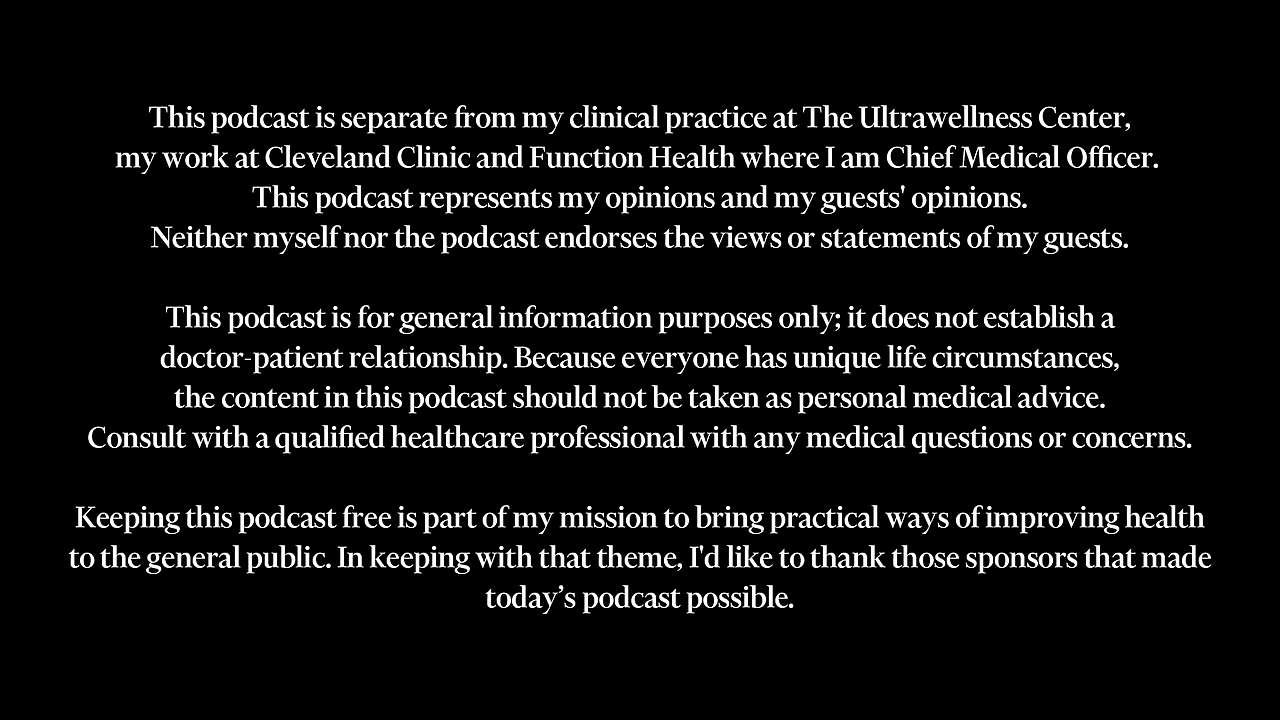 This podcast is separate from my clinical practice at The Ultrawellness Center,
my work at Cleveland Clinic and Function Health where I am Chief Medical Officer.
This podcast represents my opinions and my guests' opinions.
Neither myself nor the podcast endorses the views or statements of my guests.
This podcast is for general information purposes only; it does not establish a
doctor-patient relationship. Because everyone has unique life circumstances,
the content in this podcast should not be taken as personal medical advice.
Consult with a qualified healthcare professional with any medical questions or concerns.
Keeping this podcast free is part of my mission to bring practical ways of improving health
to the general public. In keeping with that theme, I'd like to thank those sponsors that made
today’s podcast possible.